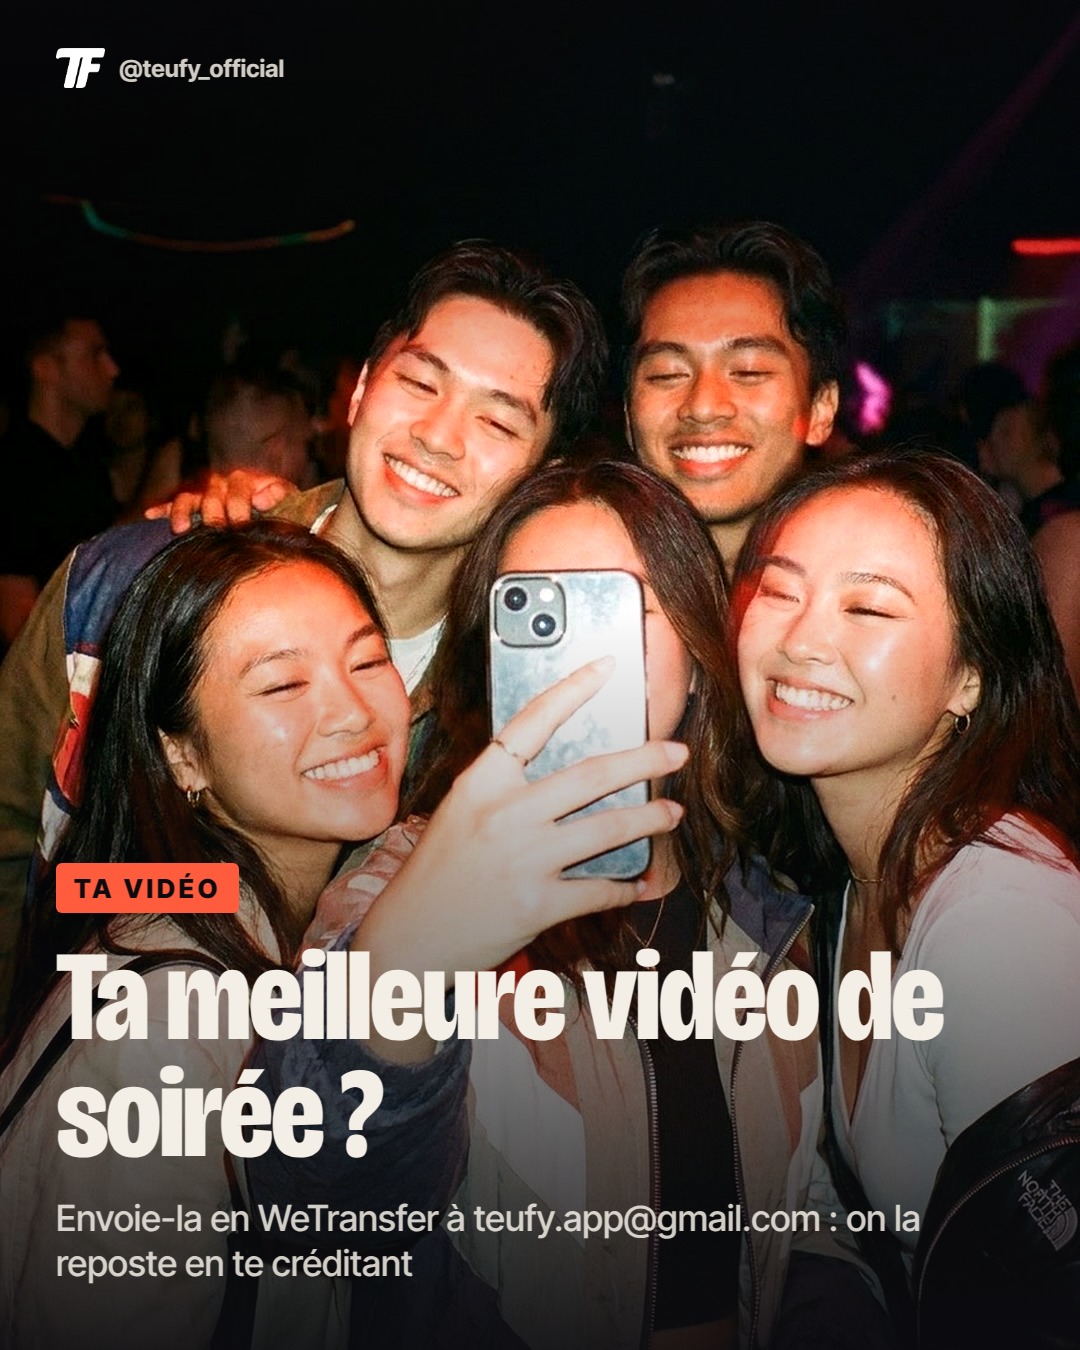 TF @teufy_official
TA VIDÉO
Ta meilleure vidéo de
soirée ?
Envoie-la en WeTransfer à teufy.app@gmail.com : on la
reposte en te créditant
THE
NORTH
FACE